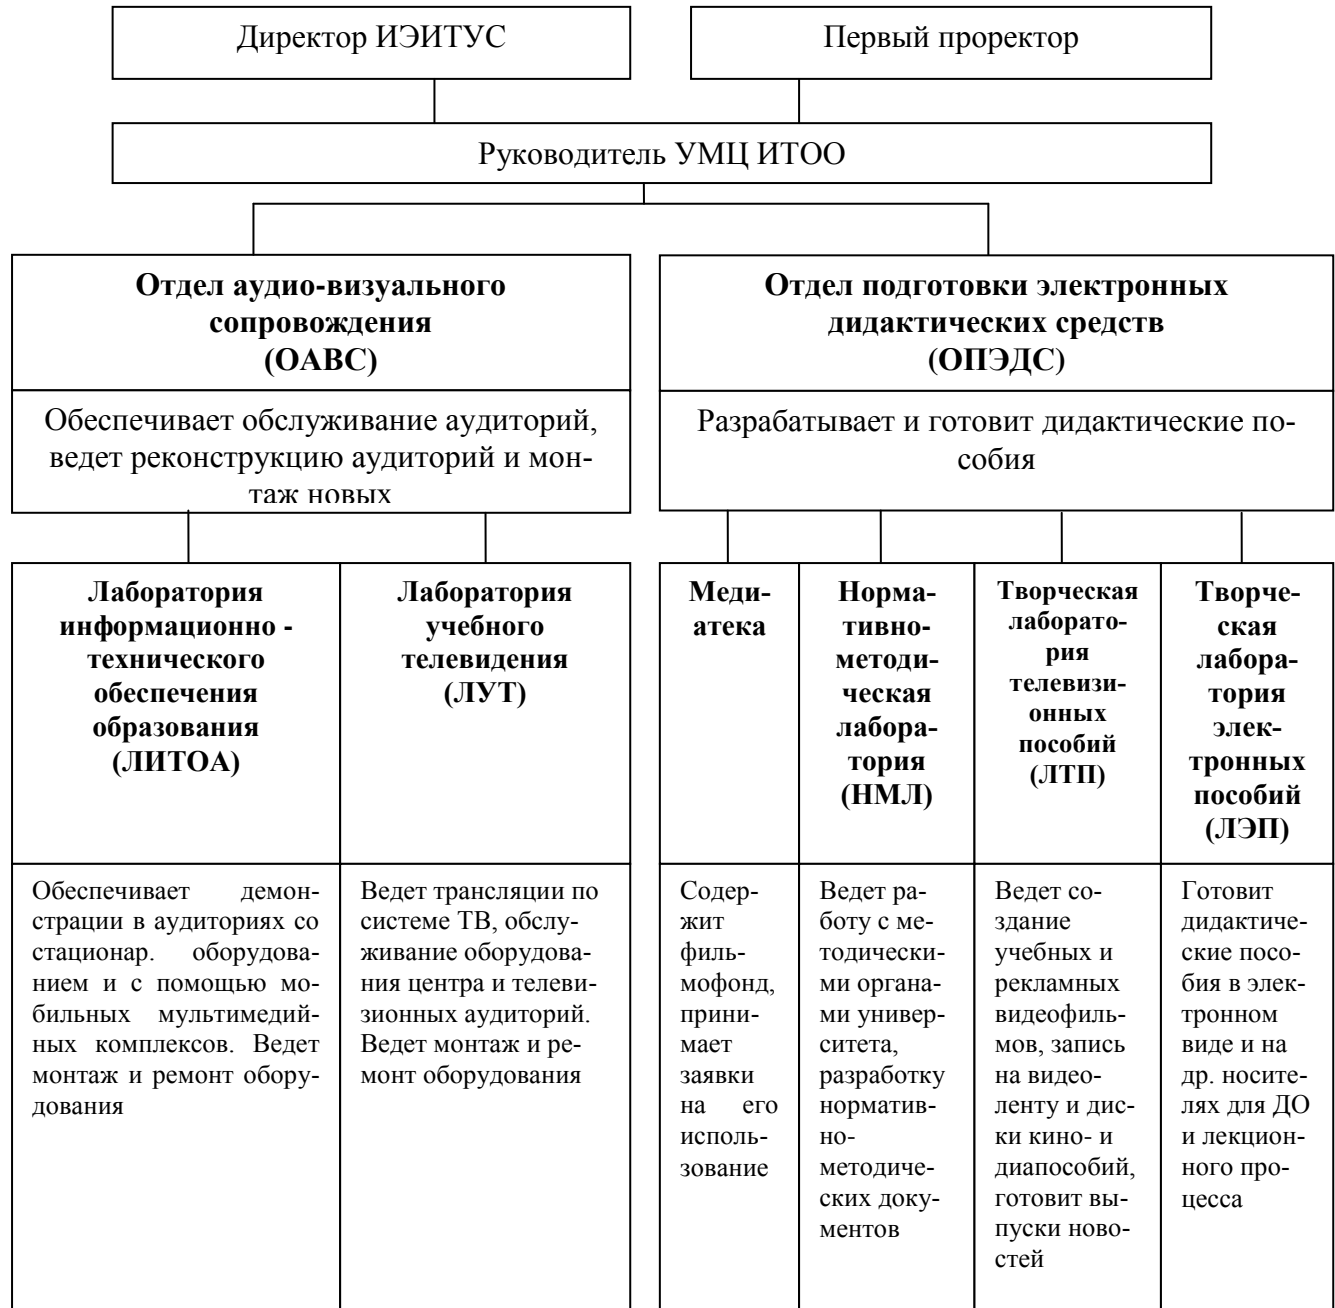 Директор ИЭИТУС
Первый проректор
Руководитель УМЦ ИТОО
Отдел аудио-визуального
сопровождения
(ОАВС)
Обеспечивает обслуживание аудиторий,
ведет реконструкцию аудиторий и мон-
таж новых
Отдел подготовки электронных
дидактических средств
(ОПЭДС)
Разрабатывает и готовит дидактические по-
собия
Лаборатория
информационно -
технического
обеспечения
образования
(ЛИТОА)
Обеспечивает демон-
страции в аудиториях со
стационар. оборудова-
нием и с помощью мо-
бильных мультимедий-
ных комплексов. Ведет
монтаж и ремонт обору-
дования
Лаборатория
учебного
телевидения
(ЛУТ)
Ведет трансляции по
системе ТВ, обслу-
живание оборудова-
ния центра и телеви-
зионных аудиторий.
Ведет монтаж и ре-
монт оборудования
Меди-
атека
Содер-
жит
филь-
мофонд,
прини-
мает
заявки
на его
исполь-
зование
Норма-
тивно-
методи-
ческая
лабора-
тория
(НМЛ)
Ведет ра-
боту с ме-
тодически-
ми органа-
ми универ-
ситета,
разработку
норматив-
но-
методиче-
ских доку-
ментов
Творческая
лаборато-
рия
телевизи-
онных
пособий
(ЛТП)
Ведет со-
здание
учебных и
рекламных
видеофиль-
мов, запись
на видео-
ленту и дис-
ки кино- и
диапособий,
готовит вы-
пуски ново-
стей
Творче-
ская
лабора-
тория
элек-
тронных
пособий
(ЛЭП)
Готовит
дидактиче-
ские посо-
бия в элек-
тронном
виде и на
др. носите-
лях для ДО
и лекцион-
ного про-
цесса